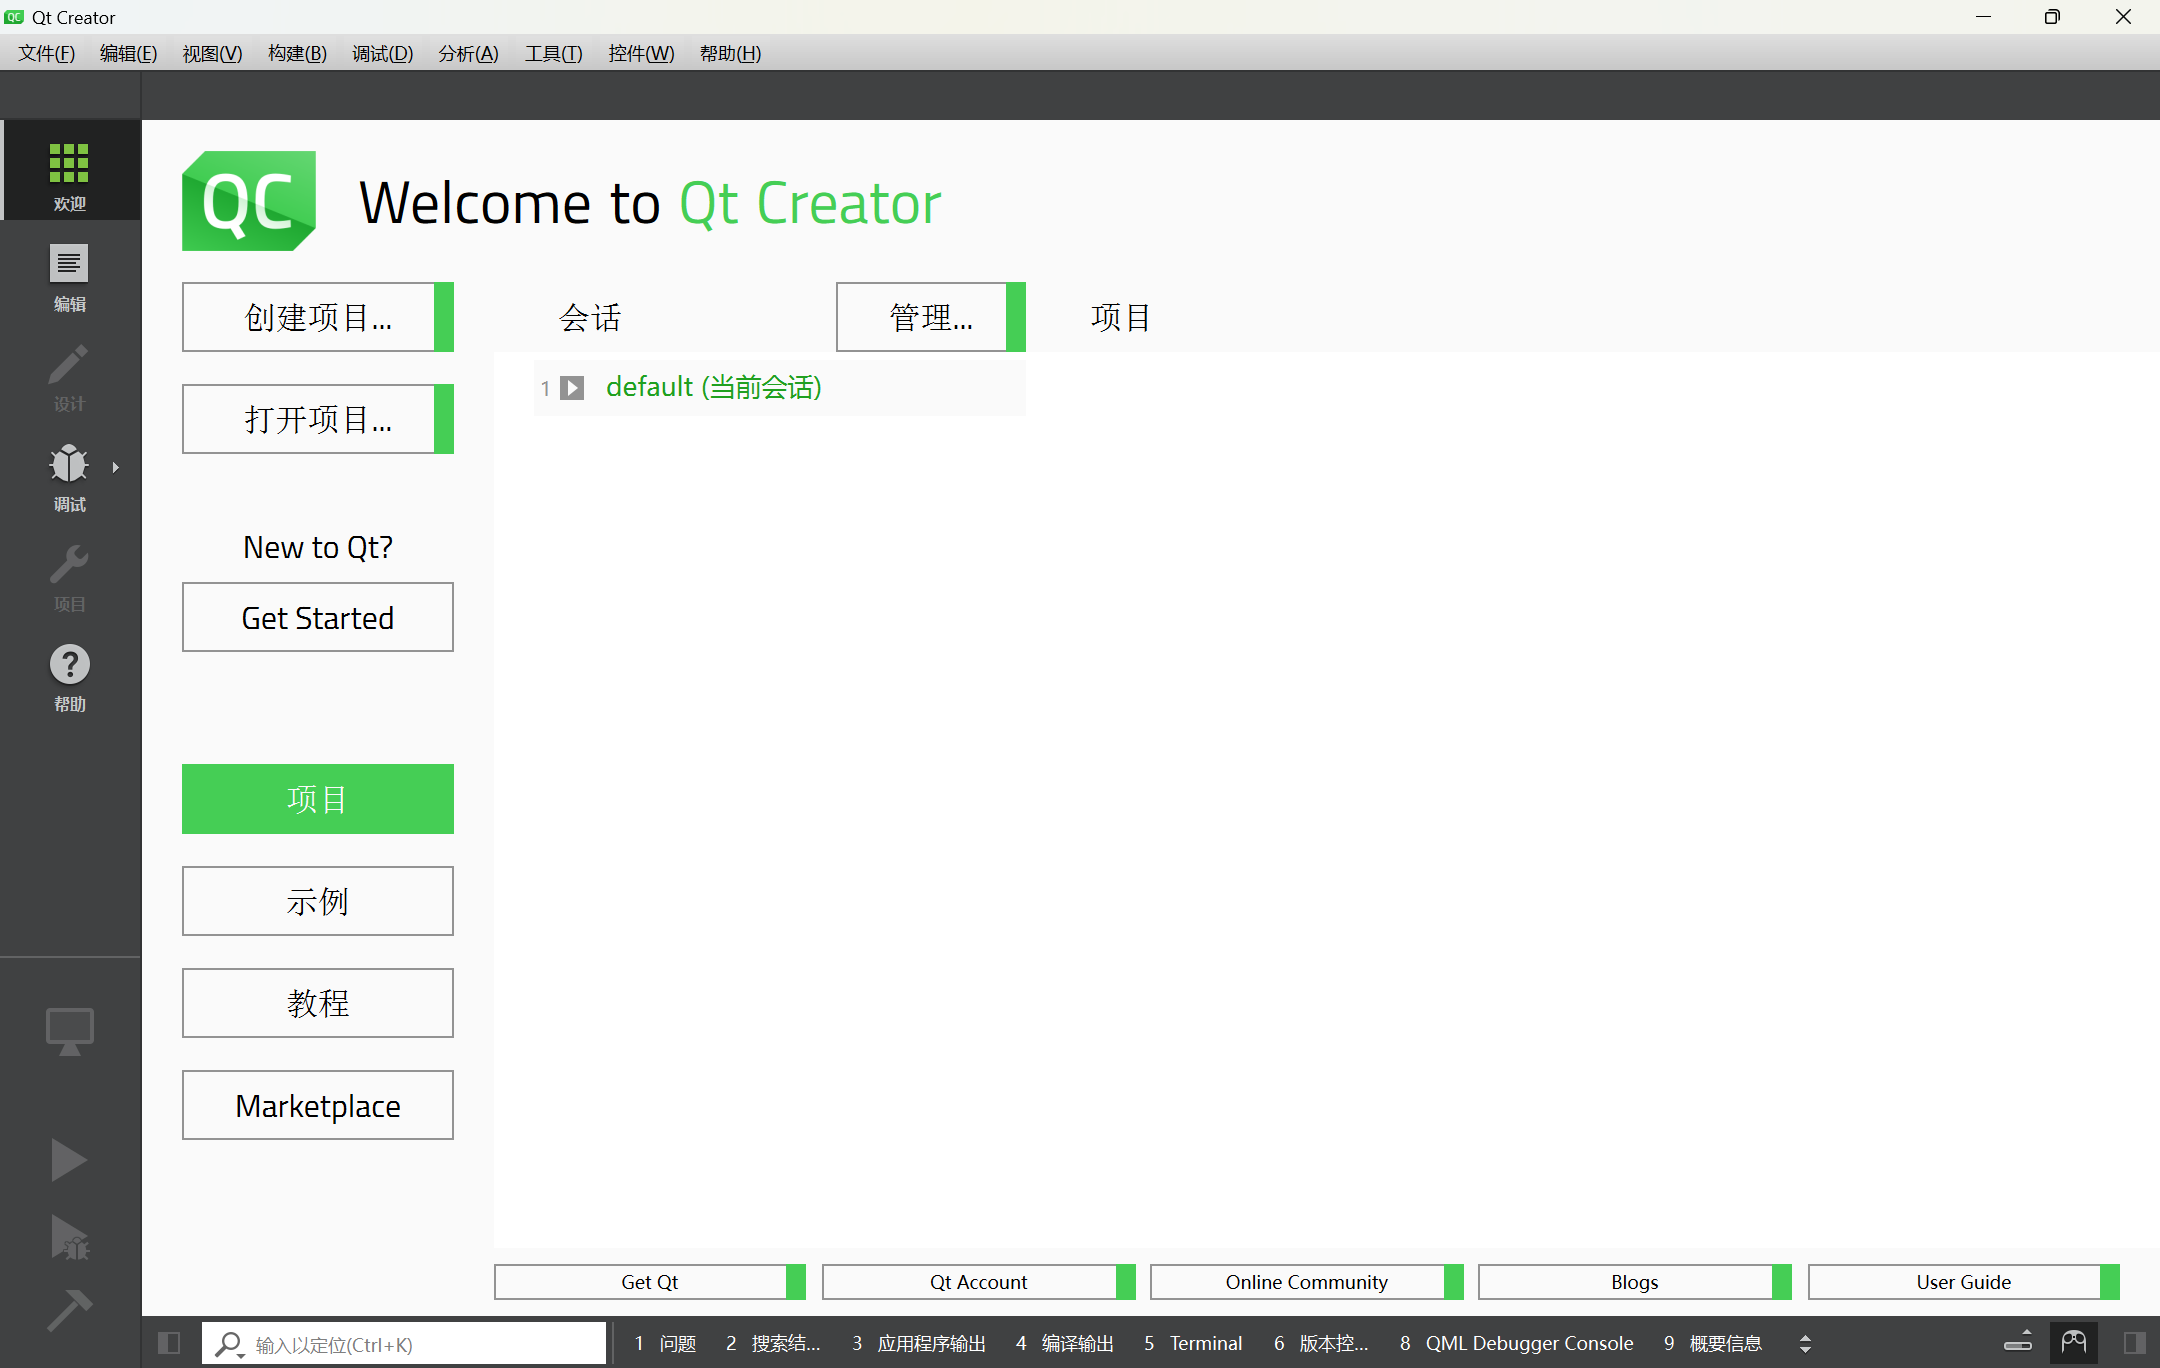 QC Qt Creator
文件(F) 编辑(E) 视图(V) 构建(B) 调试(D) 分析(A) 工具(T) 控件(W) 帮助(H)
欢迎
编辑
设计
调试
项目
帮助
QC Welcome to Qt Creator
创建项目...
打开项目...
New to Qt?
Get Started
项目
示例
教程
Marketplace
会话 管理... 项目
1 default (当前会话)
Get Qt Qt Account Online Community Blogs User Guide
输入以定位(Ctrl+K) 1 问题 2 搜索结... 3 应用程序输出 4 编译输出 5 Terminal 6 版本控... 8 QML Debugger Console 9 概要信息